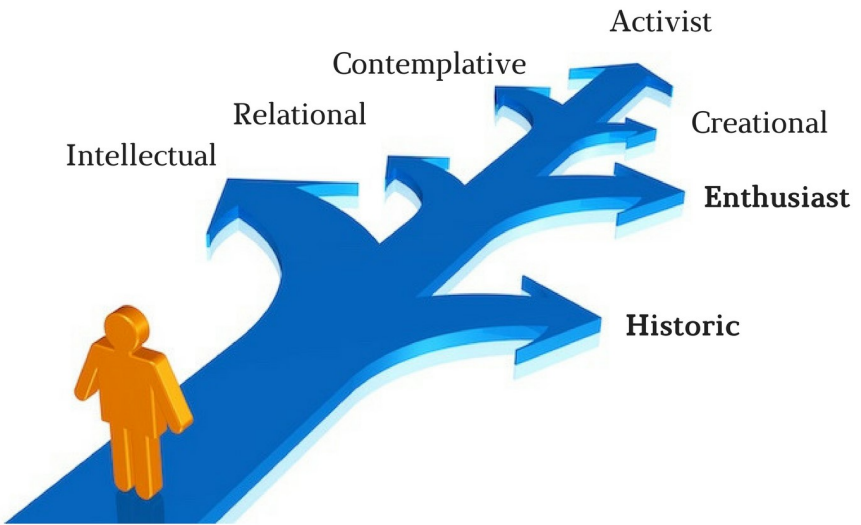 Activist
Contemplative
Relational
Creational
Intellectual
Enthusiast
Historic